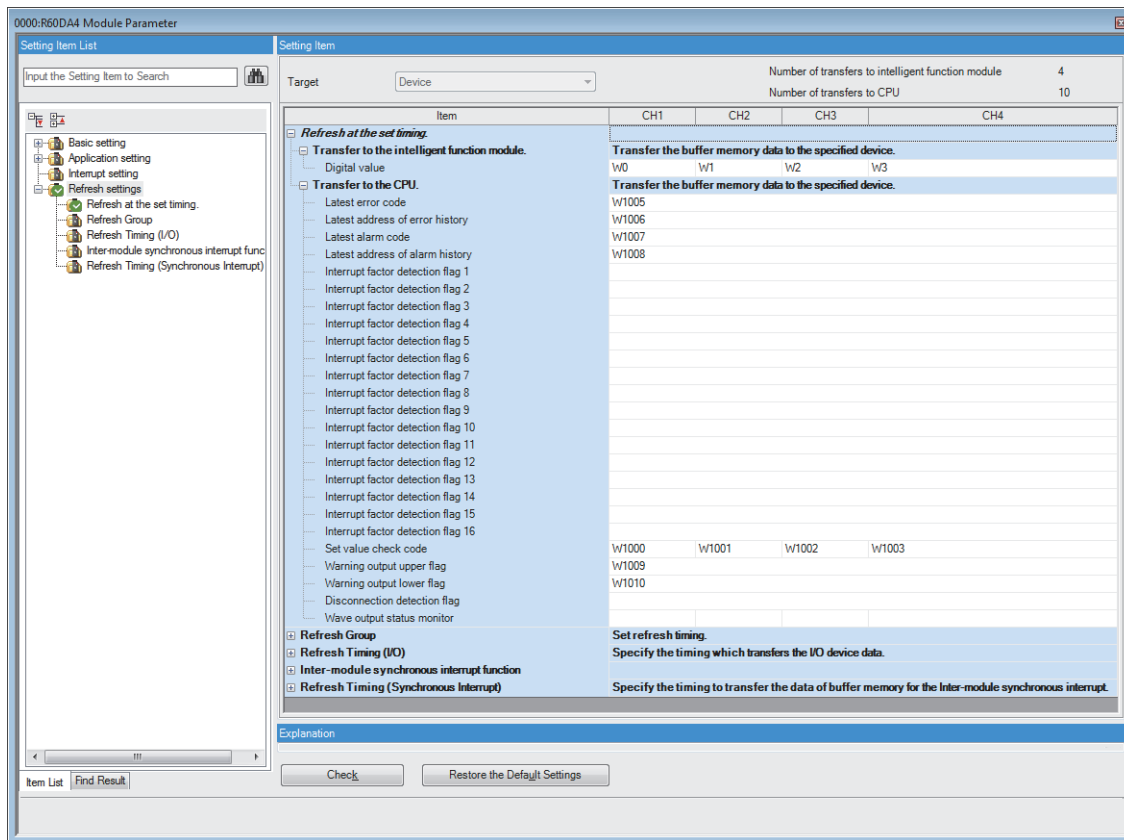 0000:R60DA4 Module Parameter
Setting Item List
Input the Setting Item to Search
Basic setting
Application setting
Interrupt setting
Refresh settings
Refresh at the set timing.
Refresh Group
Refresh Timing (I/O)
Inter-module synchronous interrupt func
Refresh Timing (Synchronous Interrupt)
Item List Find Result
Setting Item
Target Device
Number of transfers to intelligent function module 4
Number of transfers to CPU 10
Item CH1 CH2 CH3 CH4
Refresh at the set timing.
Transfer to the intelligent function module. Transfer the buffer memory data to the specified device.
Digital value W0 W1 W2 W3
Transfer to the CPU. Transfer the buffer memory data to the specified device.
Latest error code W1005
Latest address of error history W1006
Latest alarm code W1007
Latest address of alarm history W1008
Interrupt factor detection flag 1
Interrupt factor detection flag 2
Interrupt factor detection flag 3
Interrupt factor detection flag 4
Interrupt factor detection flag 5
Interrupt factor detection flag 6
Interrupt factor detection flag 7
Interrupt factor detection flag 8
Interrupt factor detection flag 9
Interrupt factor detection flag 10
Interrupt factor detection flag 11
Interrupt factor detection flag 12
Interrupt factor detection flag 13
Interrupt factor detection flag 14
Interrupt factor detection flag 15
Interrupt factor detection flag 16
Set value check code W1000 W1001 W1002 W1003
Warning output upper flag W1009
Warning output lower flag W1010
Disconnection detection flag
Wave output status monitor
Refresh Group Set refresh timing.
Refresh Timing (I/O) Specify the timing which transfers the I/O device data.
Inter-module synchronous interrupt function
Refresh Timing (Synchronous Interrupt) Specify the timing to transfer the data of buffer memory for the Inter-module synchronous interrupt.
Explanation
Check Restore the Default Settings